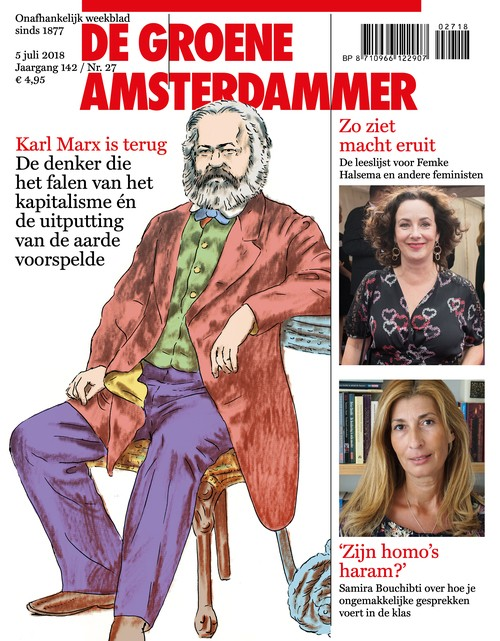 Onafhankelijk weekblad
sinds 1877
5 juli 2018
Jaargang 142 / Nr. 27
€ 4,95
DE GROENE
AMSTERDAMMER
02718
BP 8 710966 122907
Karl Marx is terug
De denker die
het falen van het
kapitalisme én
de uitputting
van de aarde
voorspelde
Zo ziet
macht eruit
De leeslijst voor Femke
Halsema en andere feministen
‘Zijn homo’s
haram?’
Samira Bouchibti over hoe je
ongemakkelijke gesprekken
voert in de klas